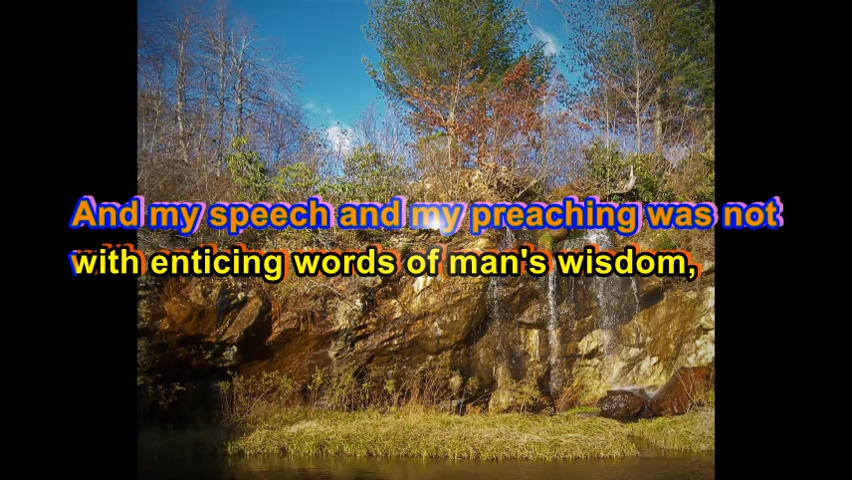 And my speech and my preaching was not
with enticing words of man's wisdom,